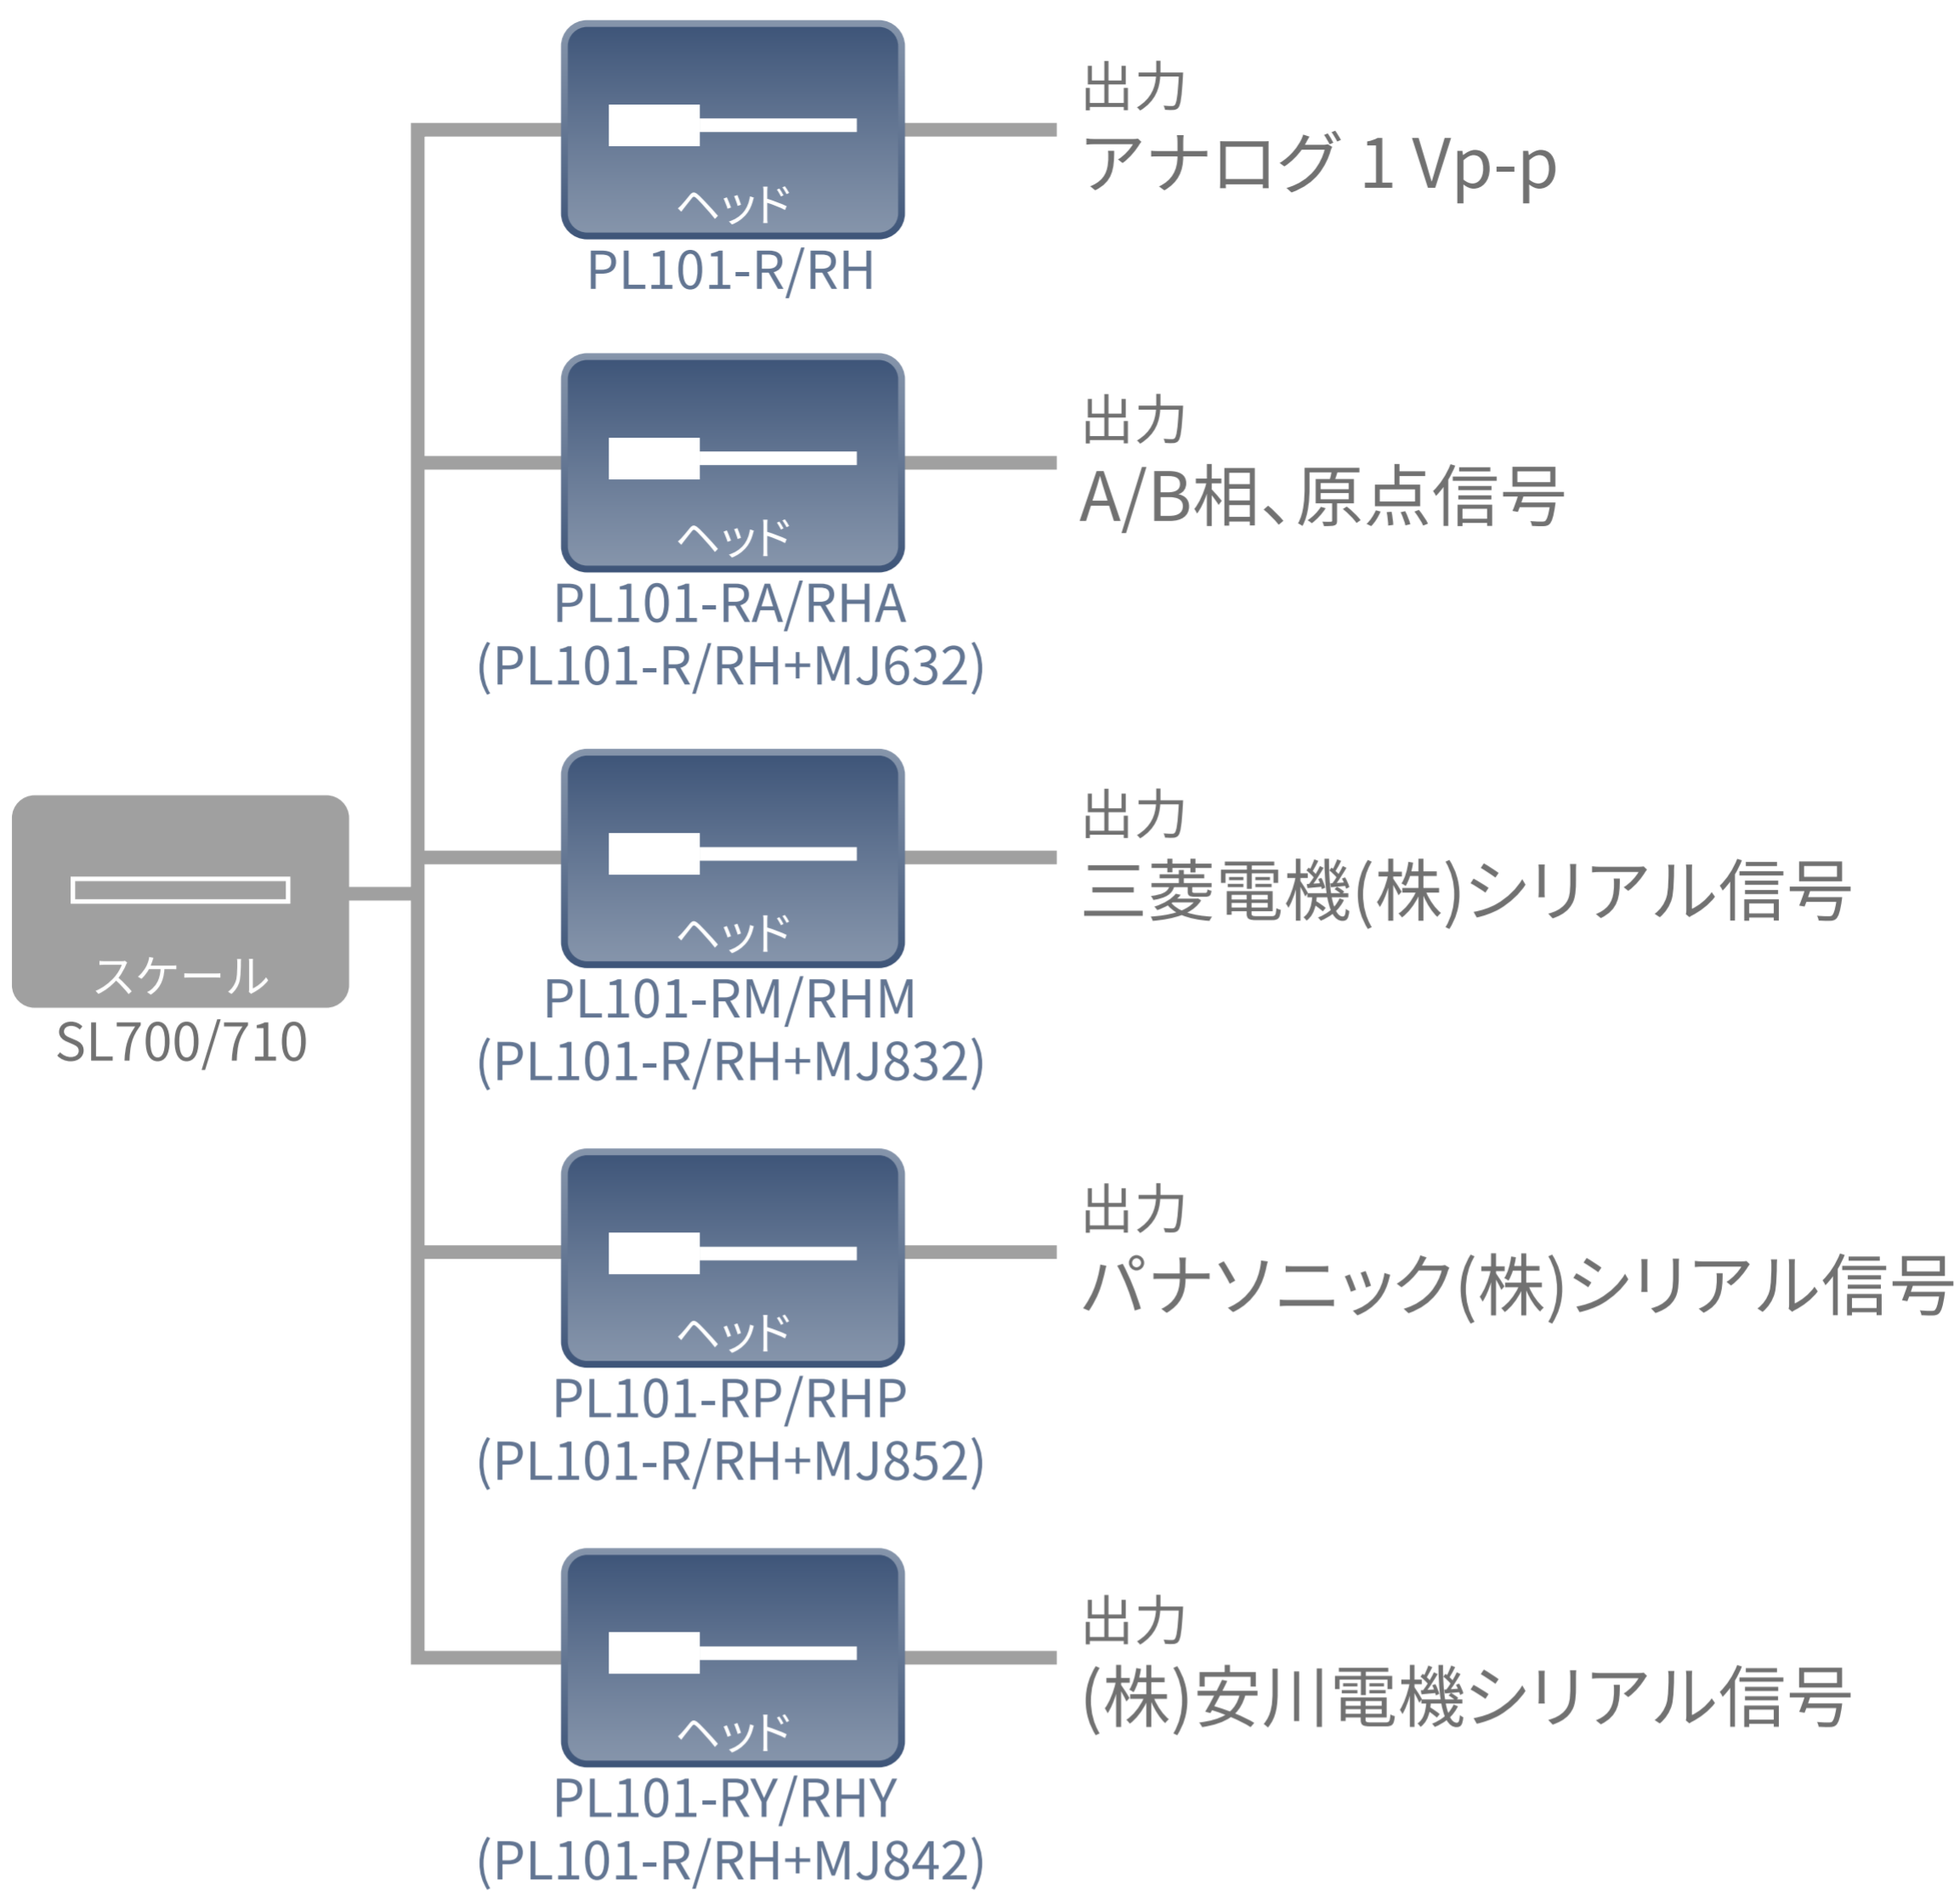 スケール
SL700/710
ヘッド
PL101-R/RH
出力
アナログ 1 Vp-p
ヘッド
PL101-RA/RHA
(PL101-R/RH+MJ632)
出力
A/B相、原点信号
ヘッド
PL101-RM/RHM
(PL101-R/RH+MJ832)
出力
三菱電機(株)シリアル信号
ヘッド
PL101-RP/RHP
(PL101-R/RH+MJ852)
出力
パナソニック(株)シリアル信号
ヘッド
PL101-RY/RHY
(PL101-R/RH+MJ842)
出力
(株)安川電機シリアル信号